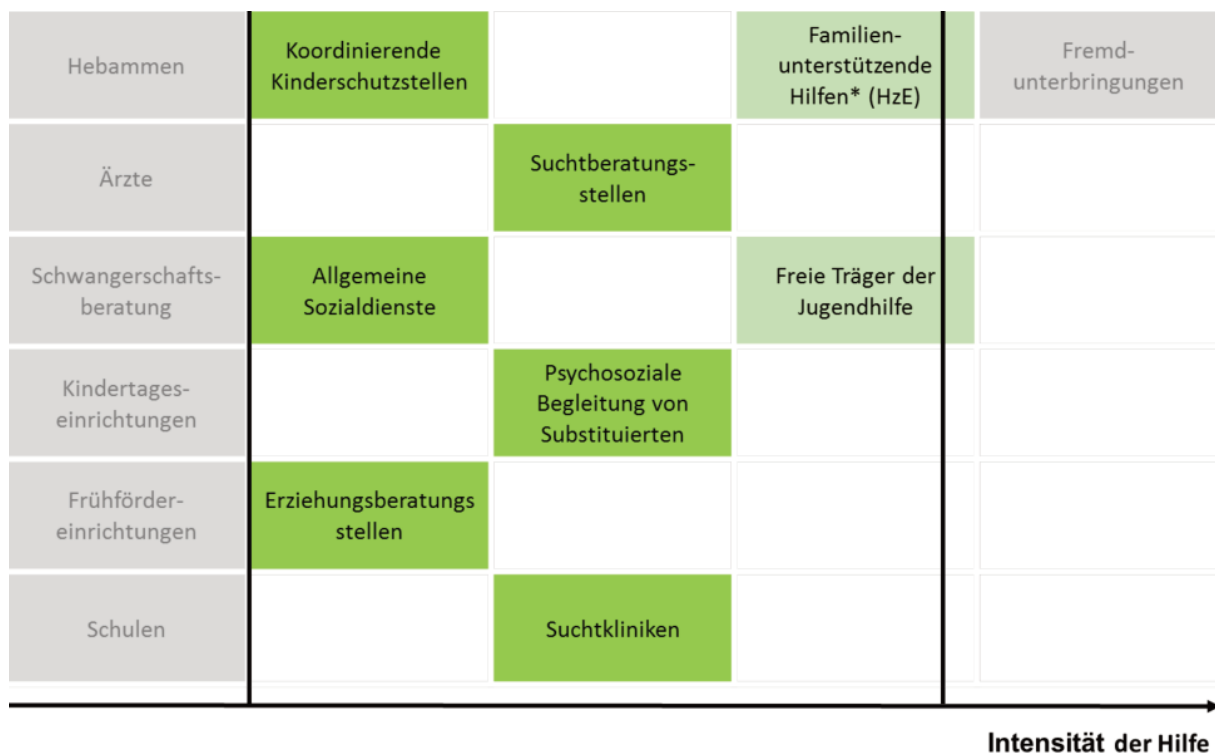 Hebammen
Koordinierende
Kinderschutzstellen
Familien-
unterstützende
Hilfen* (HzE)
Fremd-
unterbringungen
Ärzte
Suchtberatungs-
stellen
Schwangerschafts-
beratung
Allgemeine
Sozialdienste
Freie Träger der
Jugendhilfe
Kindertages-
einrichtungen
Psychosoziale
Begleitung von
Substituierten
Frühförder-
einrichtungen
Erziehungsberatungs
stellen
Schulen
Suchtkliniken
Intensität der Hilfe